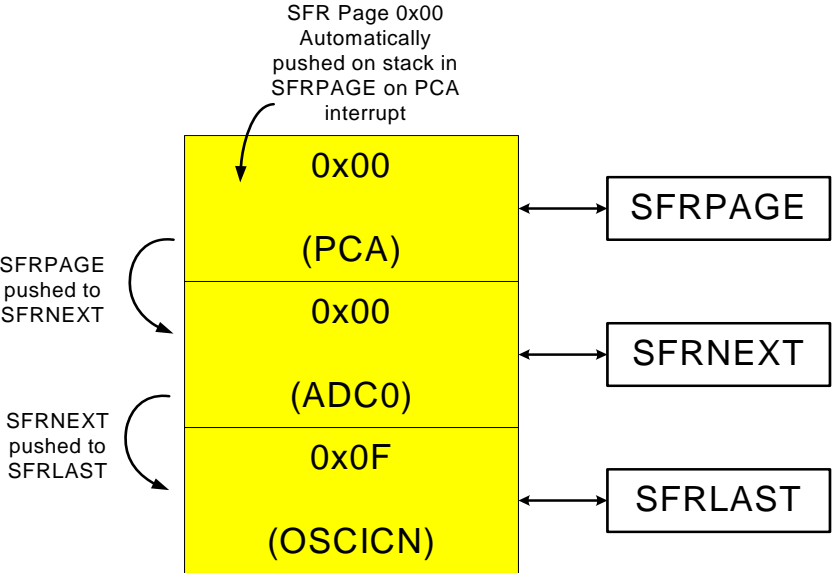 SFR Page 0x00
Automatically
pushed on stack in
SFRPAGE on PCA
interrupt
0x00
(PCA)
SFRPAGE
SFRPAGE
pushed to
SFRNEXT
0x00
(ADC0)
SFRNEXT
SFRNEXT
pushed to
SFRLAST
0x0F
(OSCICN)
SFRLAST